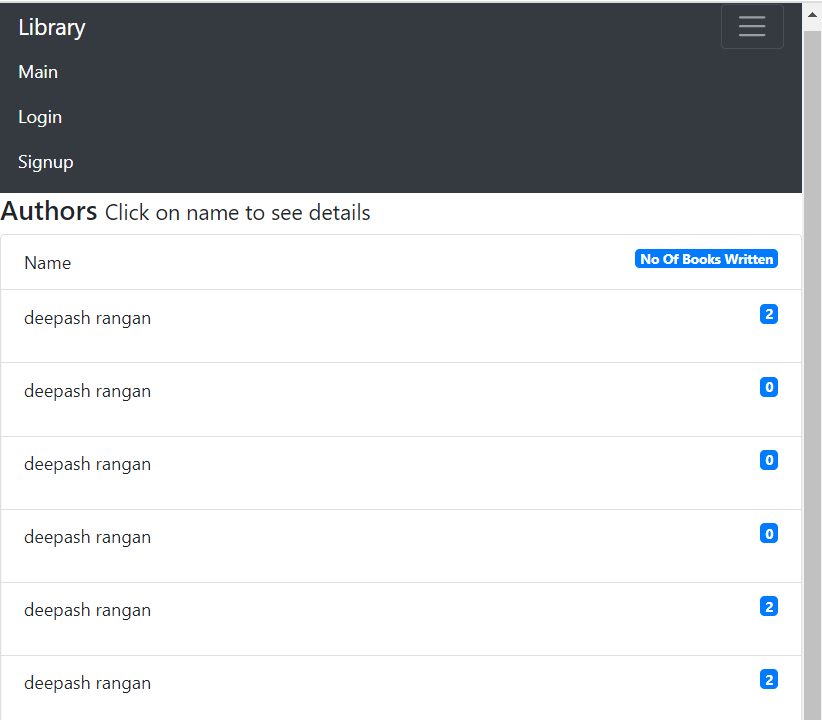 Library
Main
Login
Signup
Authors Click on name to see details
Name No Of Books Written
deepash rangan 2
deepash rangan 0
deepash rangan 0
deepash rangan 0
deepash rangan 2
deepash rangan 2